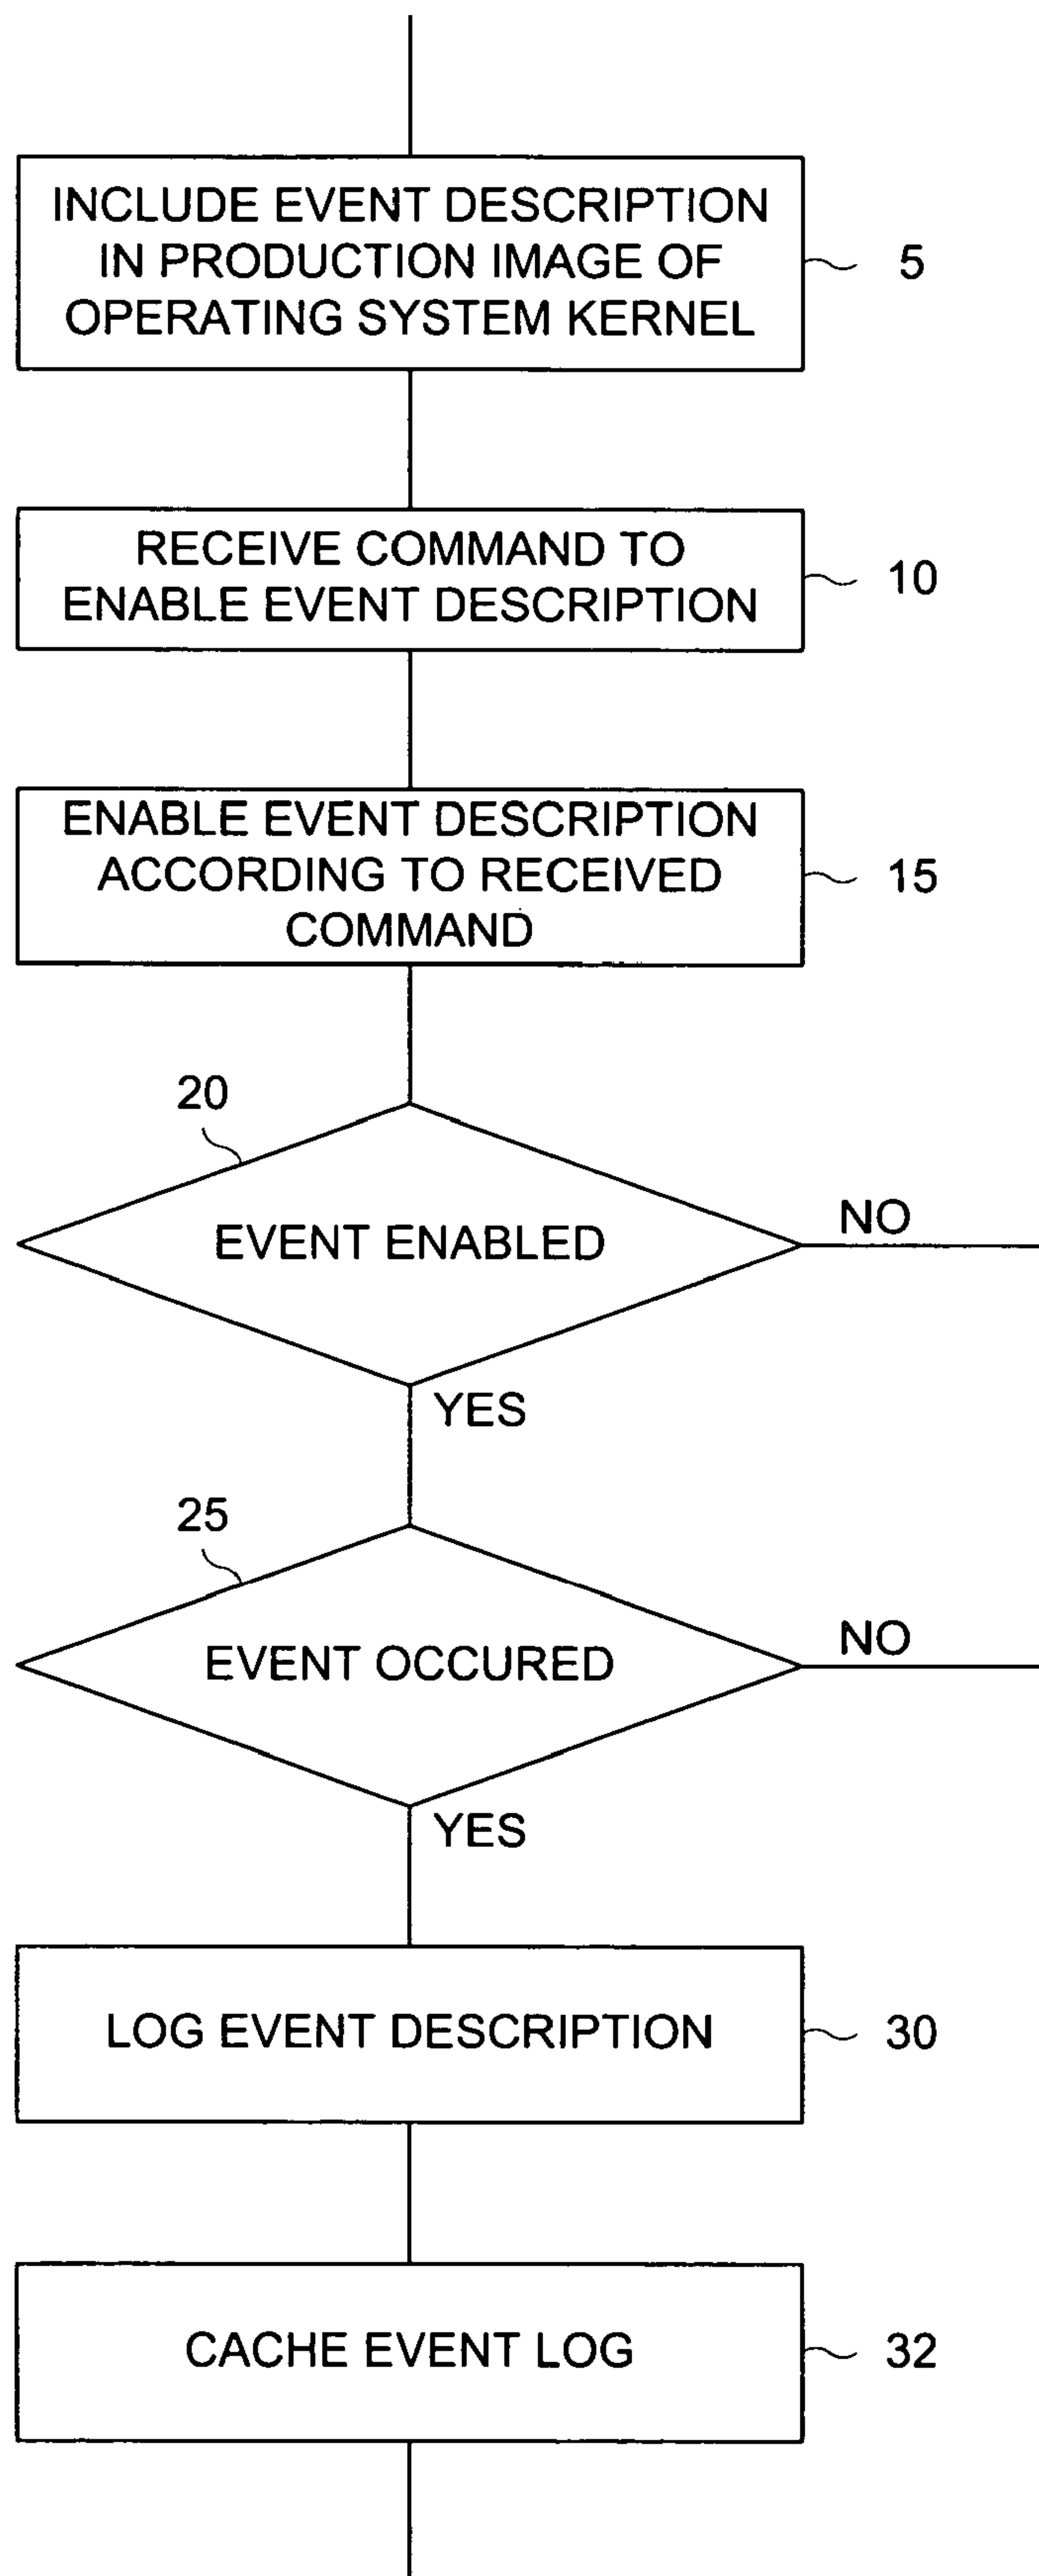 INCLUDE EVENT DESCRIPTION
IN PRODUCTION IMAGE OF
OPERATING SYSTEM KERNEL
5
RECEIVE COMMAND TO
ENABLE EVENT DESCRIPTION
10
ENABLE EVENT DESCRIPTION
ACCORDING TO RECEIVED
COMMAND
15
20
EVENT ENABLED
NO
YES
25
EVENT OCCURED
NO
YES
LOG EVENT DESCRIPTION
30
CACHE EVENT LOG
32